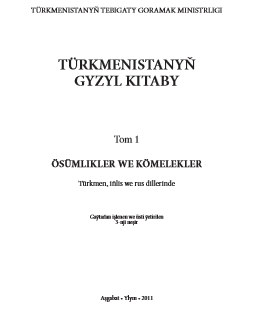 TÜRKMENISTANYŇ TEBIGATY GORAMAK MINISTRLIGI
TÜRKMENISTANYŇ
GYZYL KITABY
Tom 1
ÖSÜMLIKLER WE KÖMELEKLER
Türkmen, iňlis we rus dillerinde
Gaýtadan işlenen we üsti ýetirilen
3-nji neşir
Aşgabat • Ylym • 2011